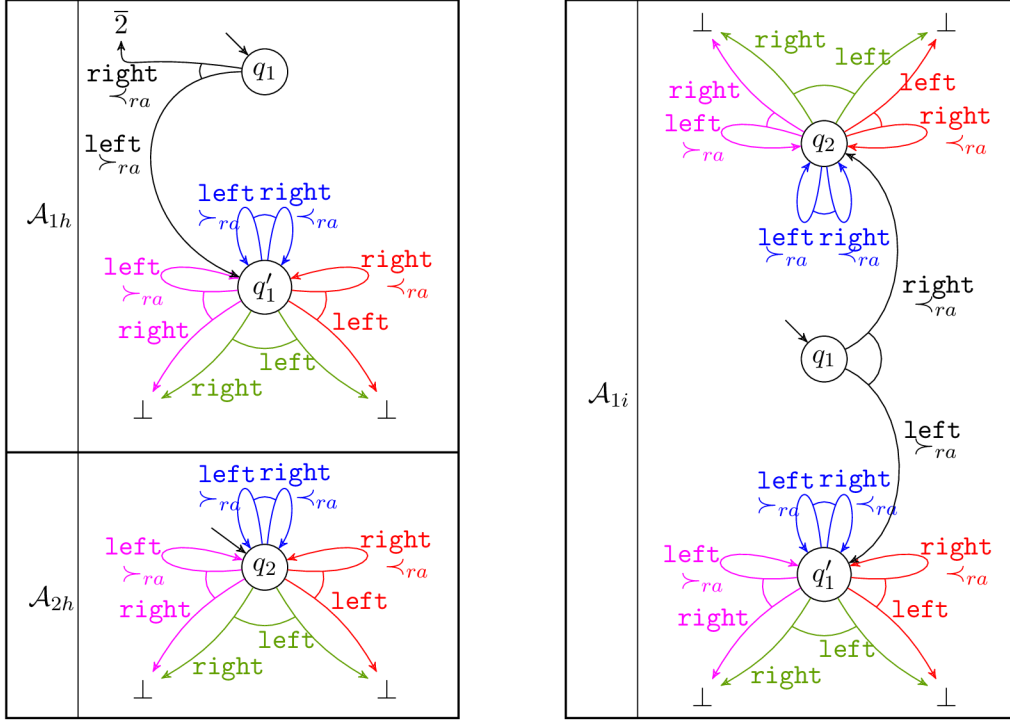 𝒜₁ₕ
2̅
q₁
right
≺ᵣₐ
left
≻ᵣₐ
left right
≻ᵣₐ ≺ᵣₐ
left
≻ᵣₐ
right
≺ᵣₐ
q′₁
right
left
left
right
⊥ ⊥
𝒜₂ₕ
left right
≻ᵣₐ ≺ᵣₐ
left
≻ᵣₐ
right
≺ᵣₐ
q₂
right
left
left
right
⊥ ⊥
𝒜₁ᵢ
⊥ ⊥
right
left
left
right
left
≻ᵣₐ
right
≺ᵣₐ
q₂
left right
≻ᵣₐ ≺ᵣₐ
right
≺ᵣₐ
q₁
left
≻ᵣₐ
left right
≻ᵣₐ ≺ᵣₐ
left
≻ᵣₐ
right
≺ᵣₐ
q′₁
right
left
left
right
⊥ ⊥